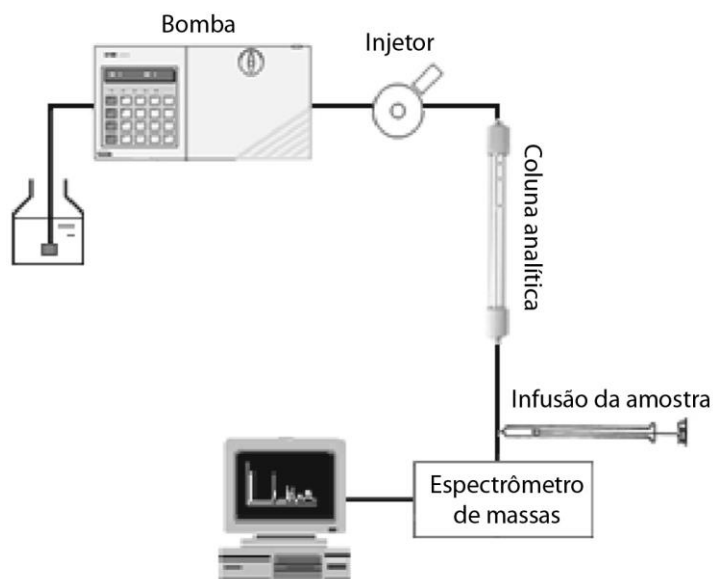 Bomba
Injetor
Coluna analítica
Infusão da amostra
Espectrômetro
de massas